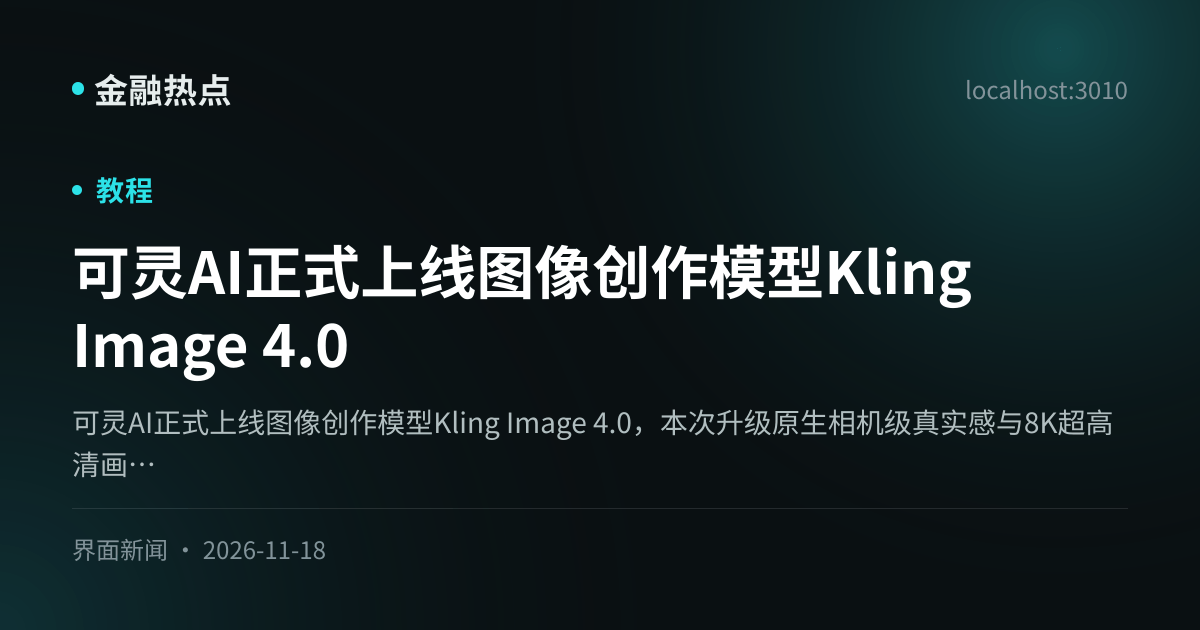 金融热点
localhost:3010
教程
可灵AI正式上线图像创作模型Kling
Image 4.0
可灵AI正式上线图像创作模型Kling Image 4.0，本次升级原生相机级真实感与8K超高
清画…
界面新闻 • 2026-11-18